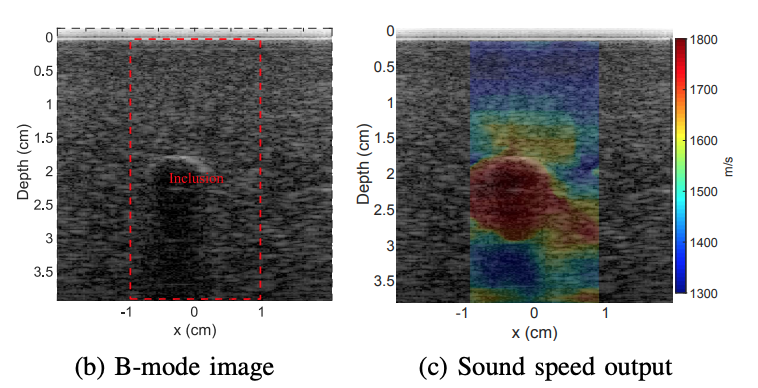 0
0.5
1
1.5
2
2.5
3
3.5
Depth (cm)
Inclusion
-1 0 1
x (cm)
(b) B-mode image
0
0.5
1
1.5
2
2.5
3
3.5
Depth (cm)
-1 0 1
x (cm)
1800
1700
1600
1500
1400
1300
m/s
(c) Sound speed output